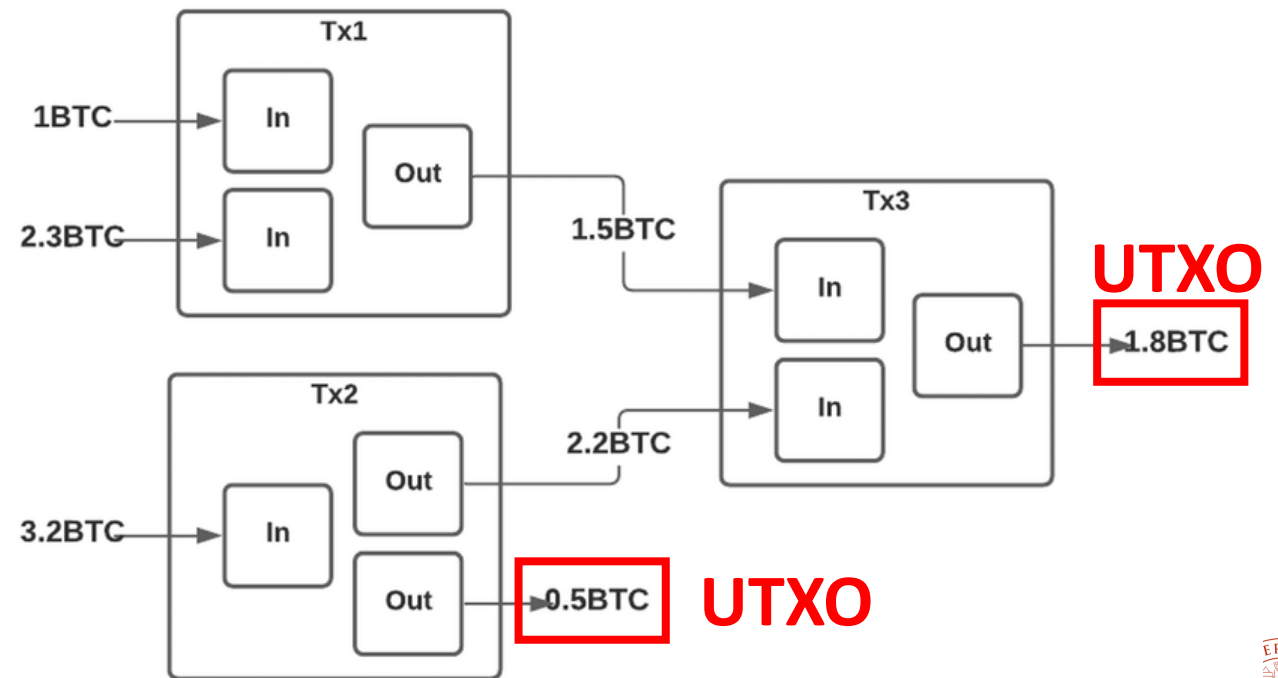 Tx1
1BTC
In
Out
2.3BTC
In
1.5BTC
Tx3
In
Out
In
UTXO
1.8BTC
Tx2
2.2BTC
Out
3.2BTC
In
Out
0.5BTC
UTXO